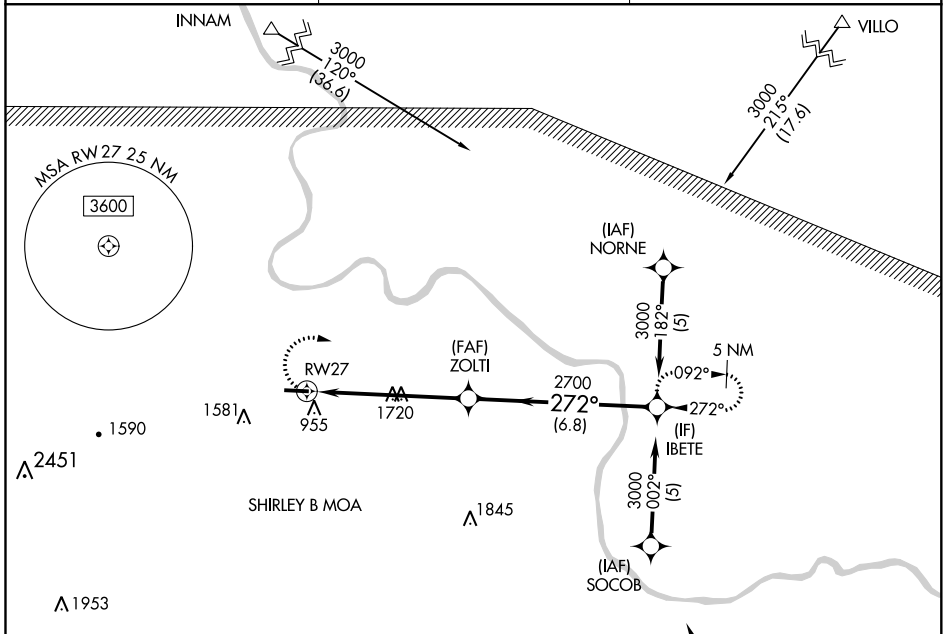 INNAM
3000
120°
(36.6)
VILLO
3000
215°
(17.6)
MSA RW27 25 NM
3600
(IAF)
NORNE
3000
182°
(5)
5 NM
092°
272°
(IF)
IBETE
(FAF)
ZOLTI
2700
272°
(6.8)
RW27
1720
955
1581
1590
2451
SHIRLEY B MOA
1845
3000
002°
(5)
(IAF)
SOCOB
1953